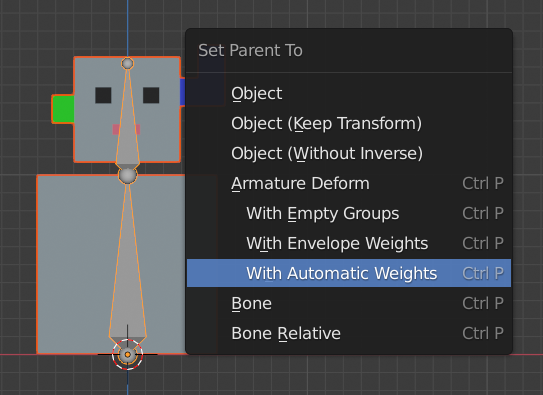 Set Parent To
Object
Object (Keep Transform)
Object (Without Inverse)
Armature Deform Ctrl P
With Empty Groups Ctrl P
With Envelope Weights Ctrl P
With Automatic Weights Ctrl P
Bone Ctrl P
Bone Relative Ctrl P